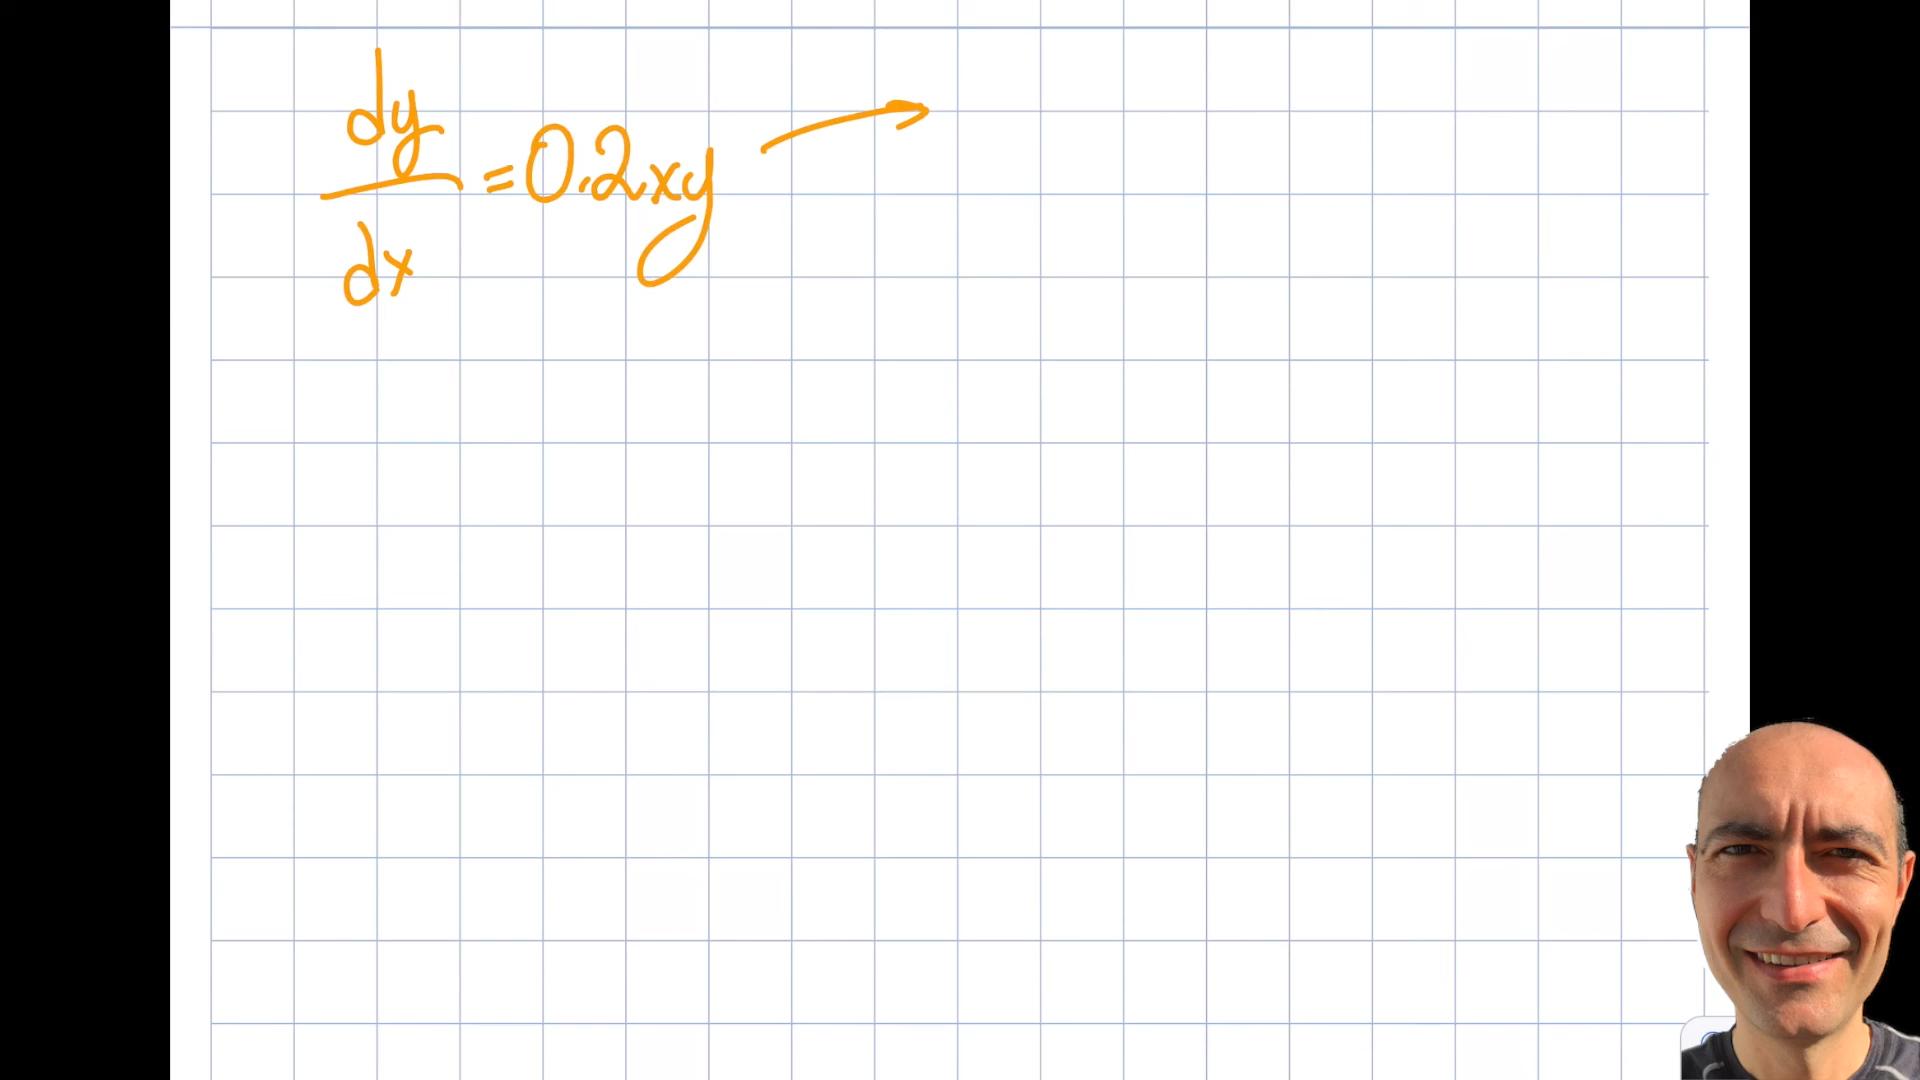 dy/dx = 0.2xy →